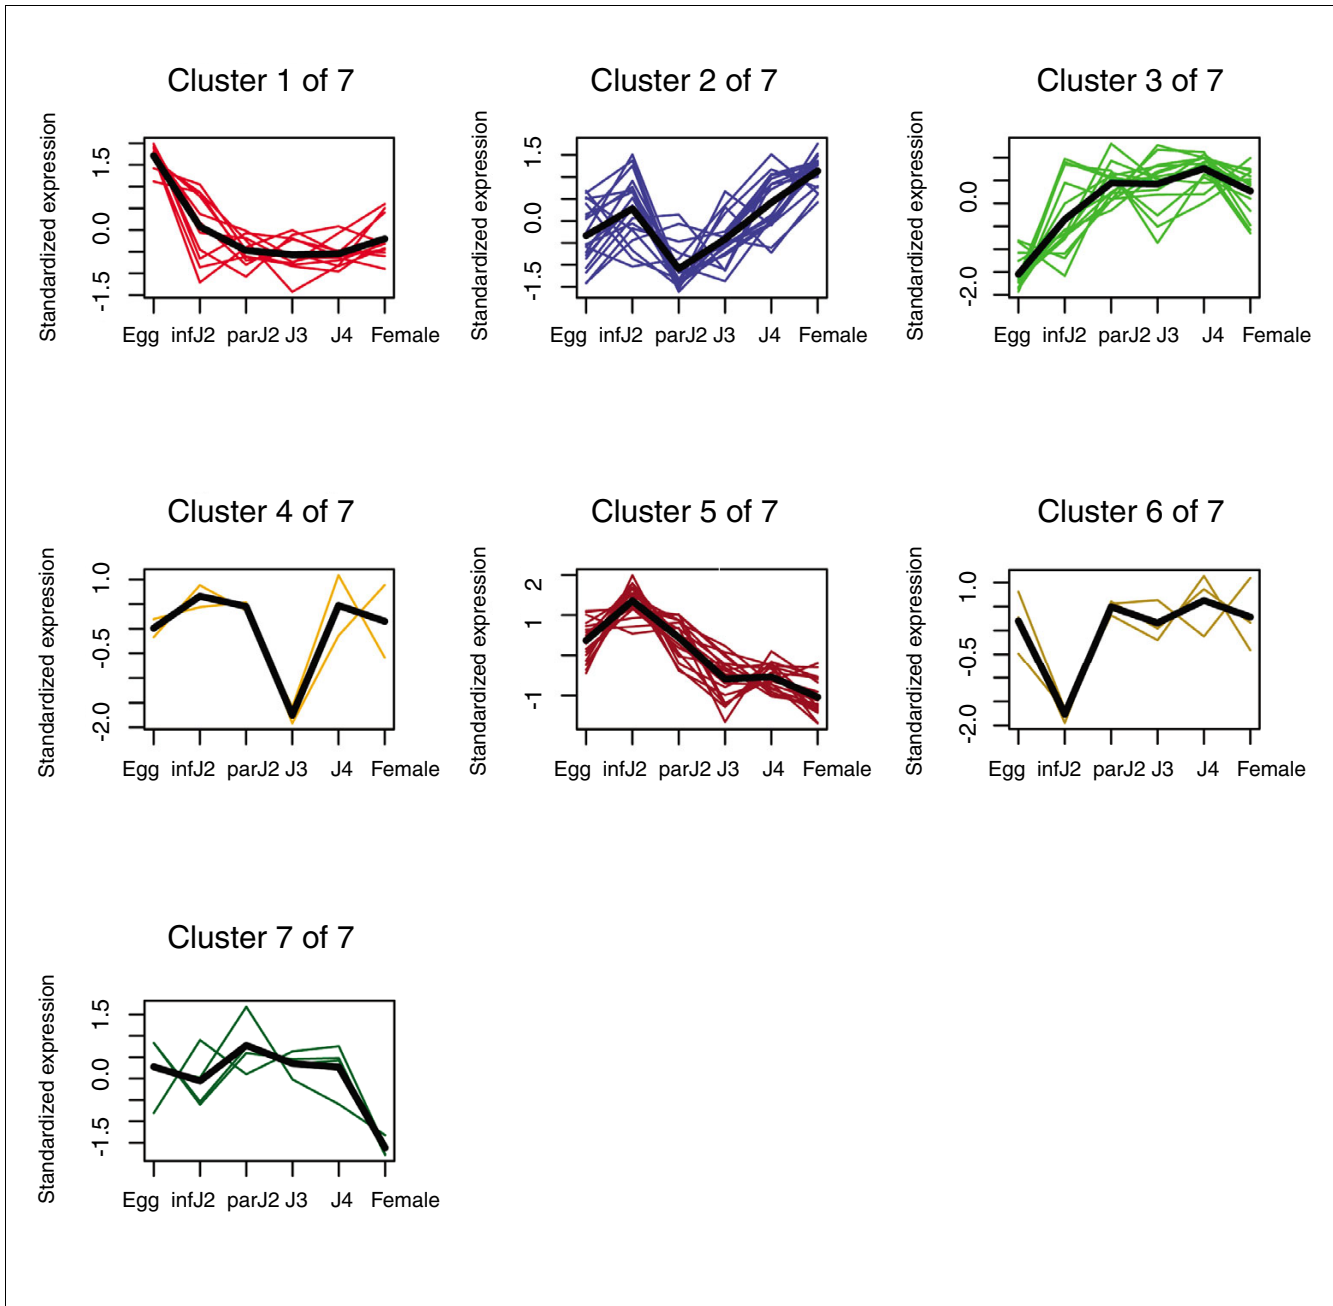 Cluster 1 of 7
Cluster 2 of 7
Cluster 3 of 7
Standardized expression
1.5
0.0
-1.5
Egg infJ2 parJ2 J3 J4 Female
Standardized expression
1.5
0.0
-1.5
Egg infJ2 parJ2 J3 J4 Female
Standardized expression
0.0
-2.0
Egg infJ2 parJ2 J3 J4 Female
Cluster 4 of 7
Cluster 5 of 7
Cluster 6 of 7
Standardized expression
1.0
-0.5
-2.0
Egg infJ2 parJ2 J3 J4 Female
Standardized expression
2
1
-1
Egg infJ2 parJ2 J3 J4 Female
Standardized expression
1.0
-0.5
-2.0
Egg infJ2 parJ2 J3 J4 Female
Cluster 7 of 7
Standardized expression
1.5
0.0
-1.5
Egg infJ2 parJ2 J3 J4 Female